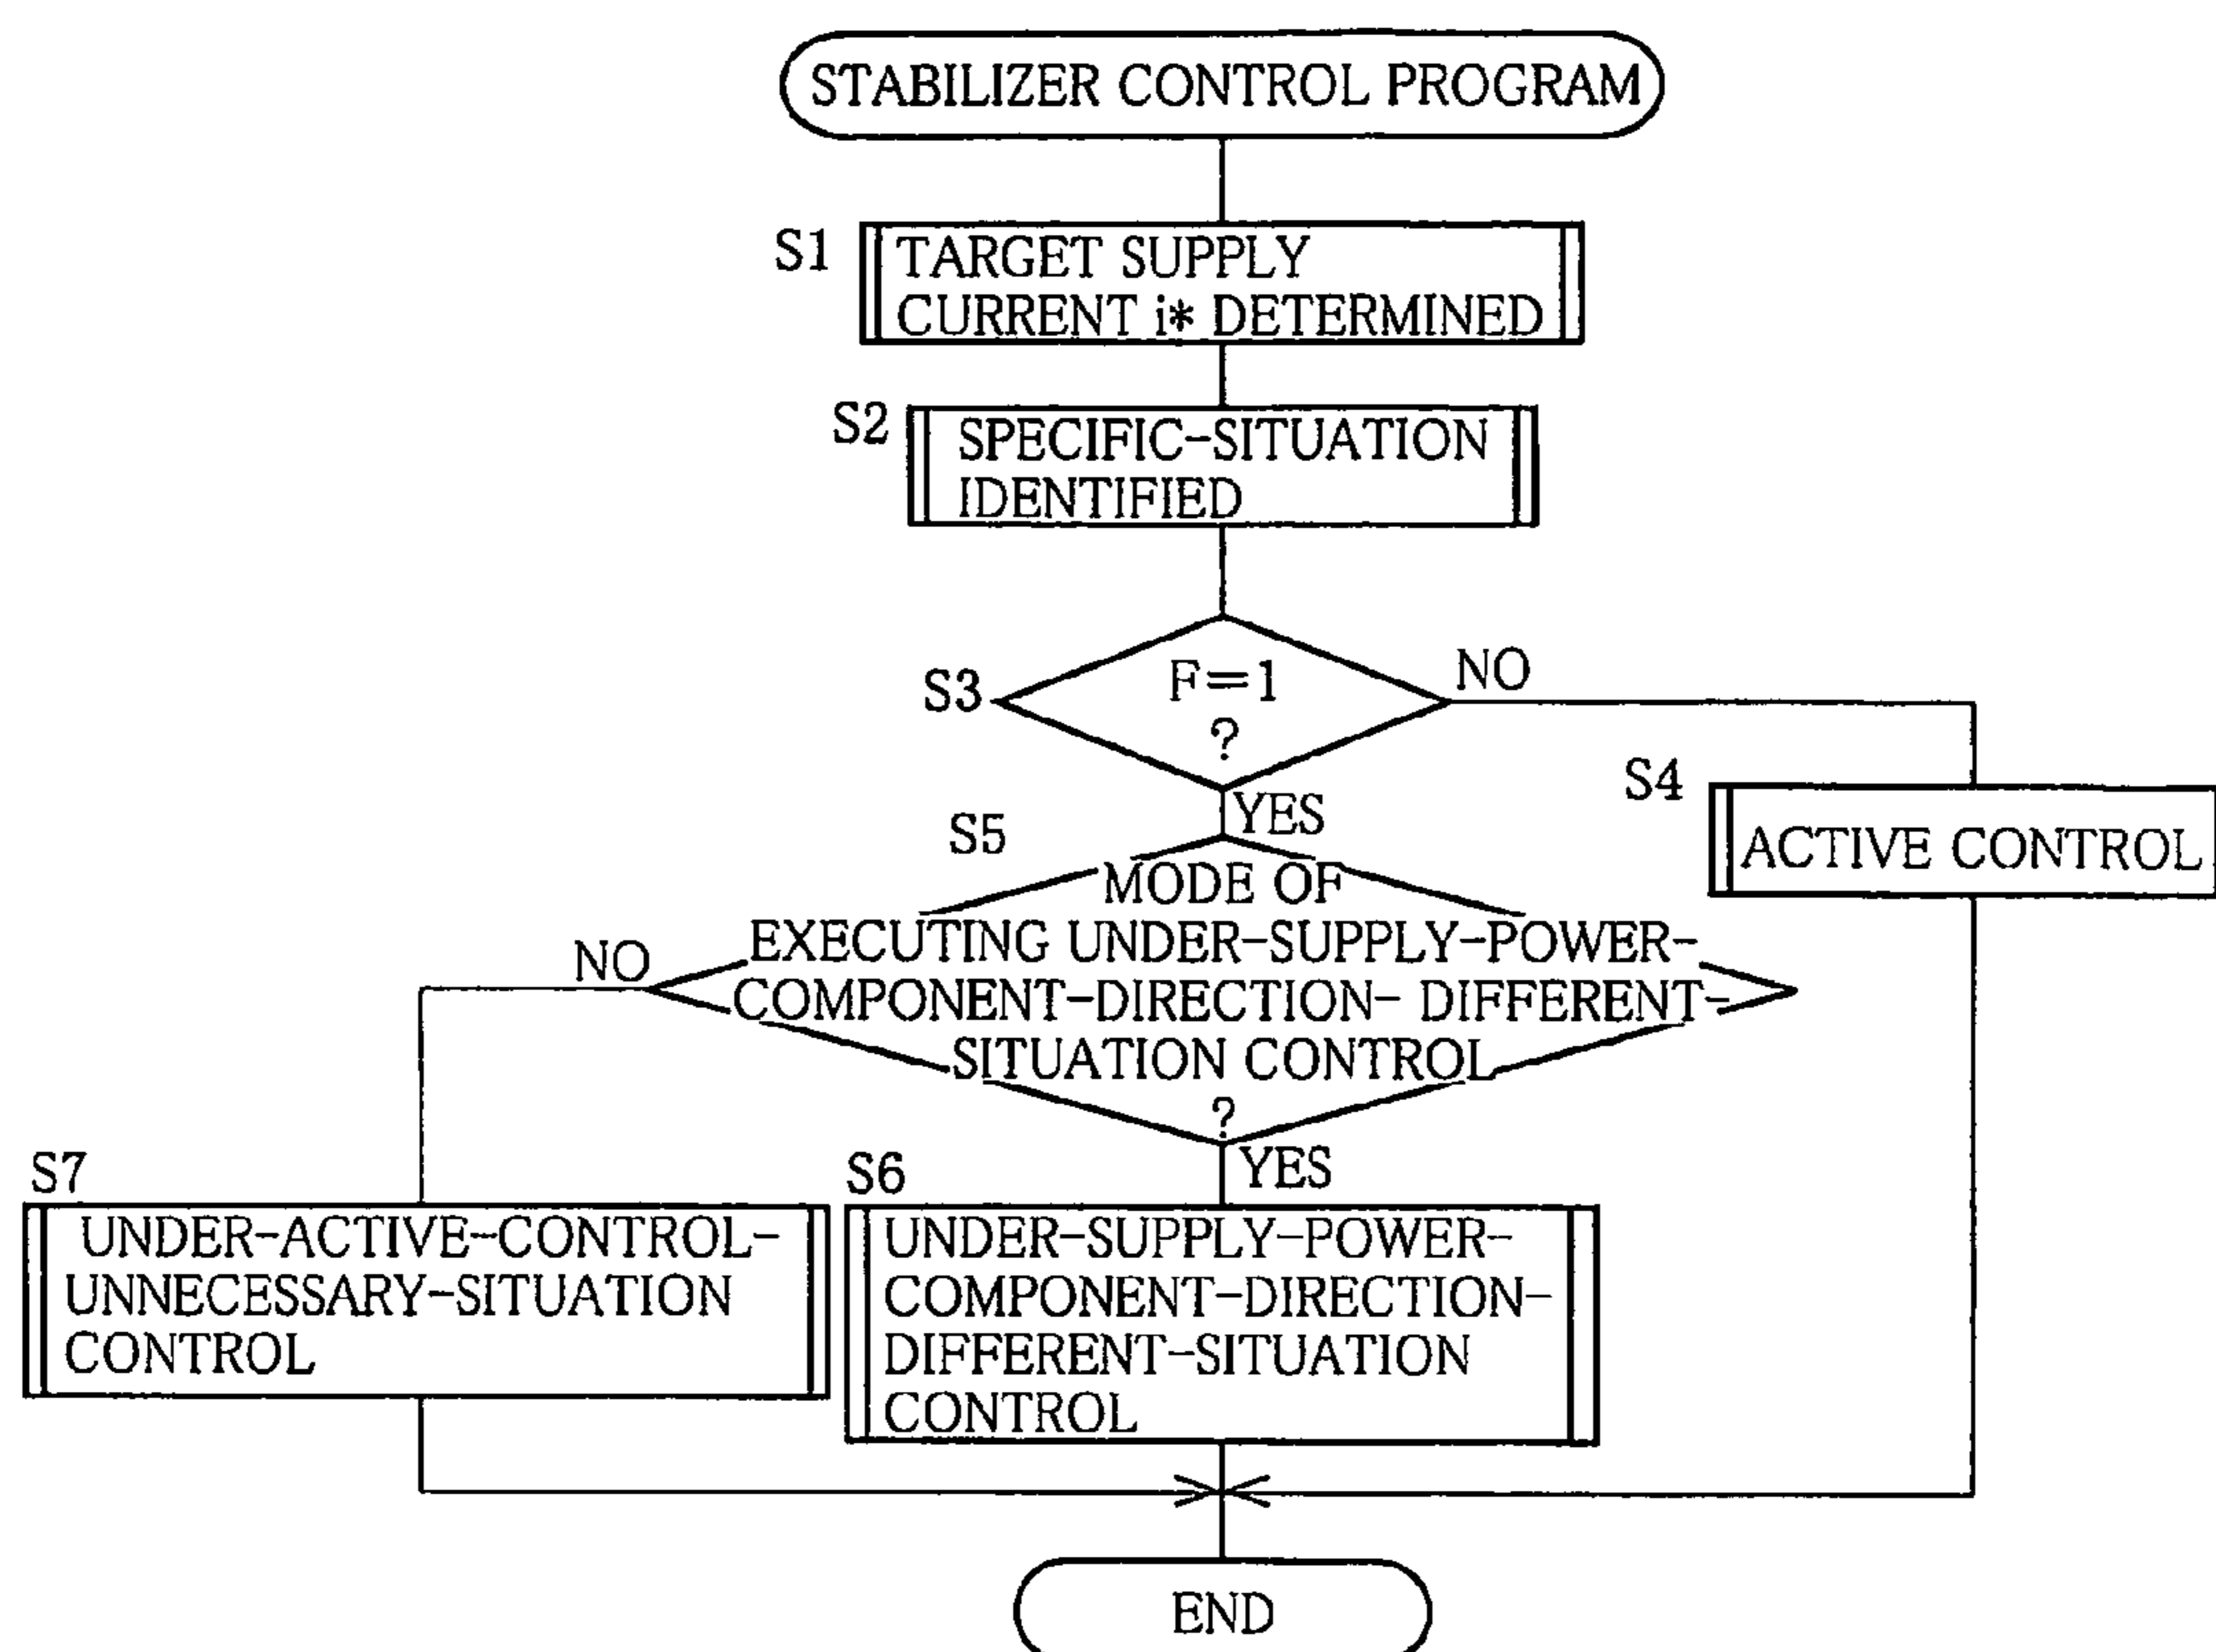 STABILIZER CONTROL PROGRAM
S1
TARGET SUPPLY
CURRENT i* DETERMINED
S2
SPECIFIC-SITUATION
IDENTIFIED
S3
F=1
?
NO
YES
S4
ACTIVE CONTROL
S5
MODE OF
EXECUTING UNDER-SUPPLY-POWER-
COMPONENT-DIRECTION- DIFFERENT-
SITUATION CONTROL
?
NO
YES
S7
UNDER-ACTIVE-CONTROL-
UNNECESSARY-SITUATION
CONTROL
S6
UNDER-SUPPLY-POWER-
COMPONENT-DIRECTION-
DIFFERENT-SITUATION
CONTROL
END